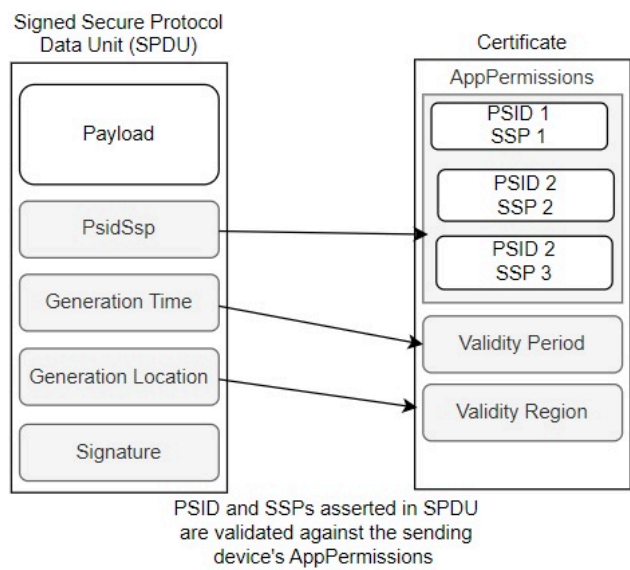 Signed Secure Protocol
Data Unit (SPDU)
Payload
PsidSsp
Generation Time
Generation Location
Signature
Certificate
AppPermissions
PSID 1
SSP 1
PSID 2
SSP 2
PSID 2
SSP 3
Validity Period
Validity Region
PSID and SSPs asserted in SPDU
are validated against the sending
device's AppPermissions